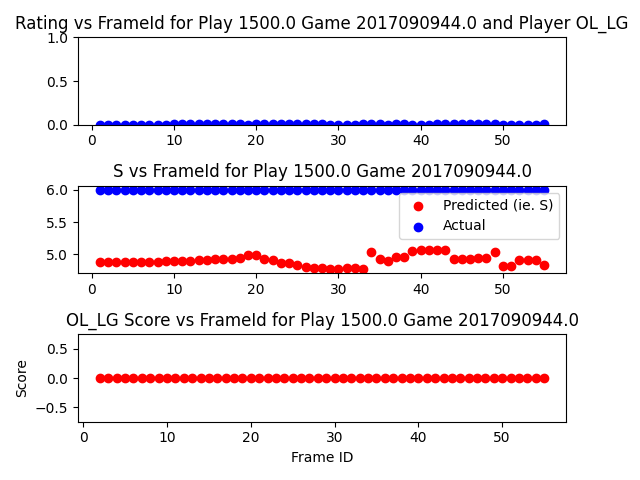 Rating vs FrameId for Play 1500.0 Game 2017090944.0 and Player OL_LG
1.0
0.5
0.0
0 10 20 30 40 50
S vs FrameId for Play 1500.0 Game 2017090944.0
6.0
5.5
5.0
Predicted (ie. S)
Actual
0 10 20 30 40 50
OL_LG Score vs FrameId for Play 1500.0 Game 2017090944.0
Score
0.5
0.0
−0.5
0 10 20 30 40 50
Frame ID